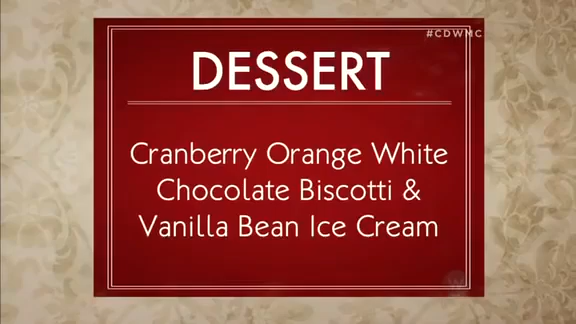 #CDWMC
DESSERT
Cranberry Orange White
Chocolate Biscotti &
Vanilla Bean Ice Cream